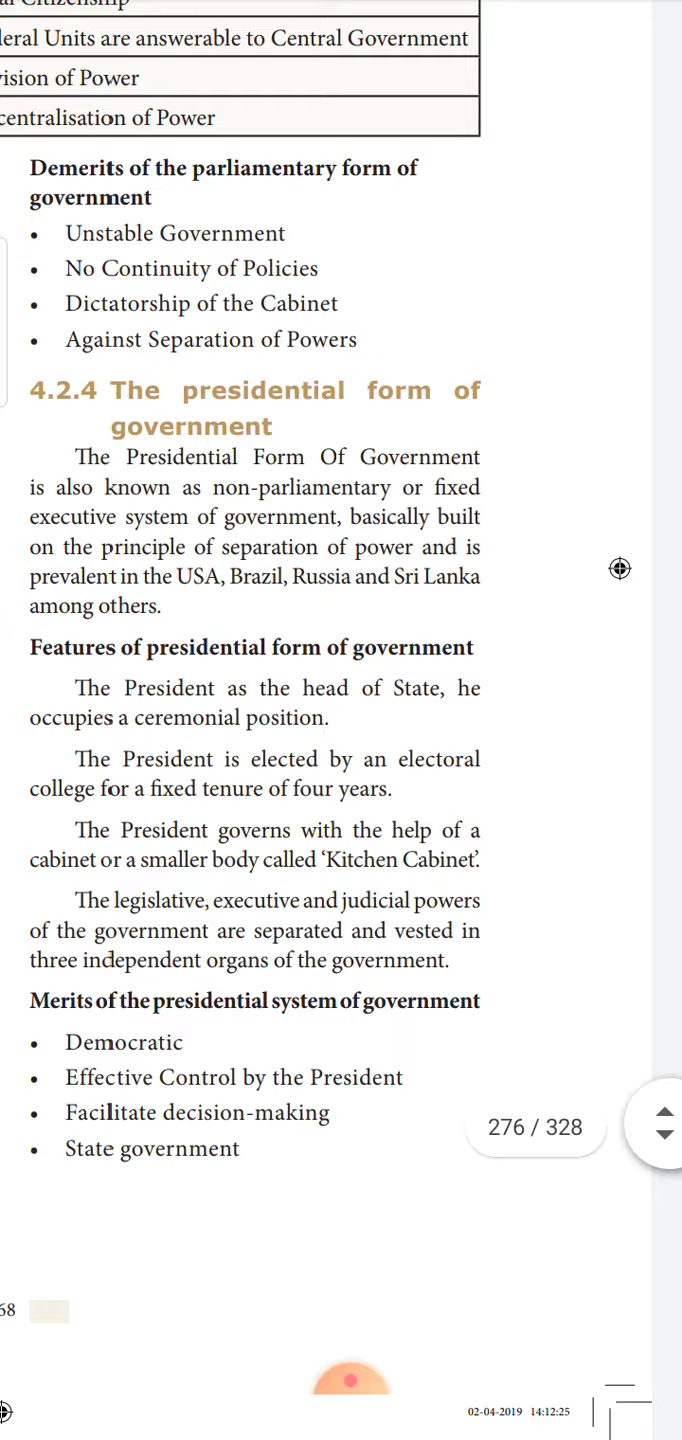 deral Units are answerable to Central Government
vision of Power
centralisation of Power
Demerits of the parliamentary form of
government
• Unstable Government
• No Continuity of Policies
• Dictatorship of the Cabinet
• Against Separation of Powers
4.2.4 The presidential form of
government
The Presidential Form Of Government
is also known as non-parliamentary or fixed
executive system of government, basically built
on the principle of separation of power and is
prevalent in the USA, Brazil, Russia and Sri Lanka
among others.
Features of presidential form of government
The President as the head of State, he
occupies a ceremonial position.
The President is elected by an electoral
college for a fixed tenure of four years.
The President governs with the help of a
cabinet or a smaller body called ‘Kitchen Cabinet’.
The legislative, executive and judicial powers
of the government are separated and vested in
three independent organs of the government.
Merits of the presidential system of government
• Democratic
• Effective Control by the President
• Facilitate decision-making
• State government
276 / 328
68
02-04-2019 14:12:25